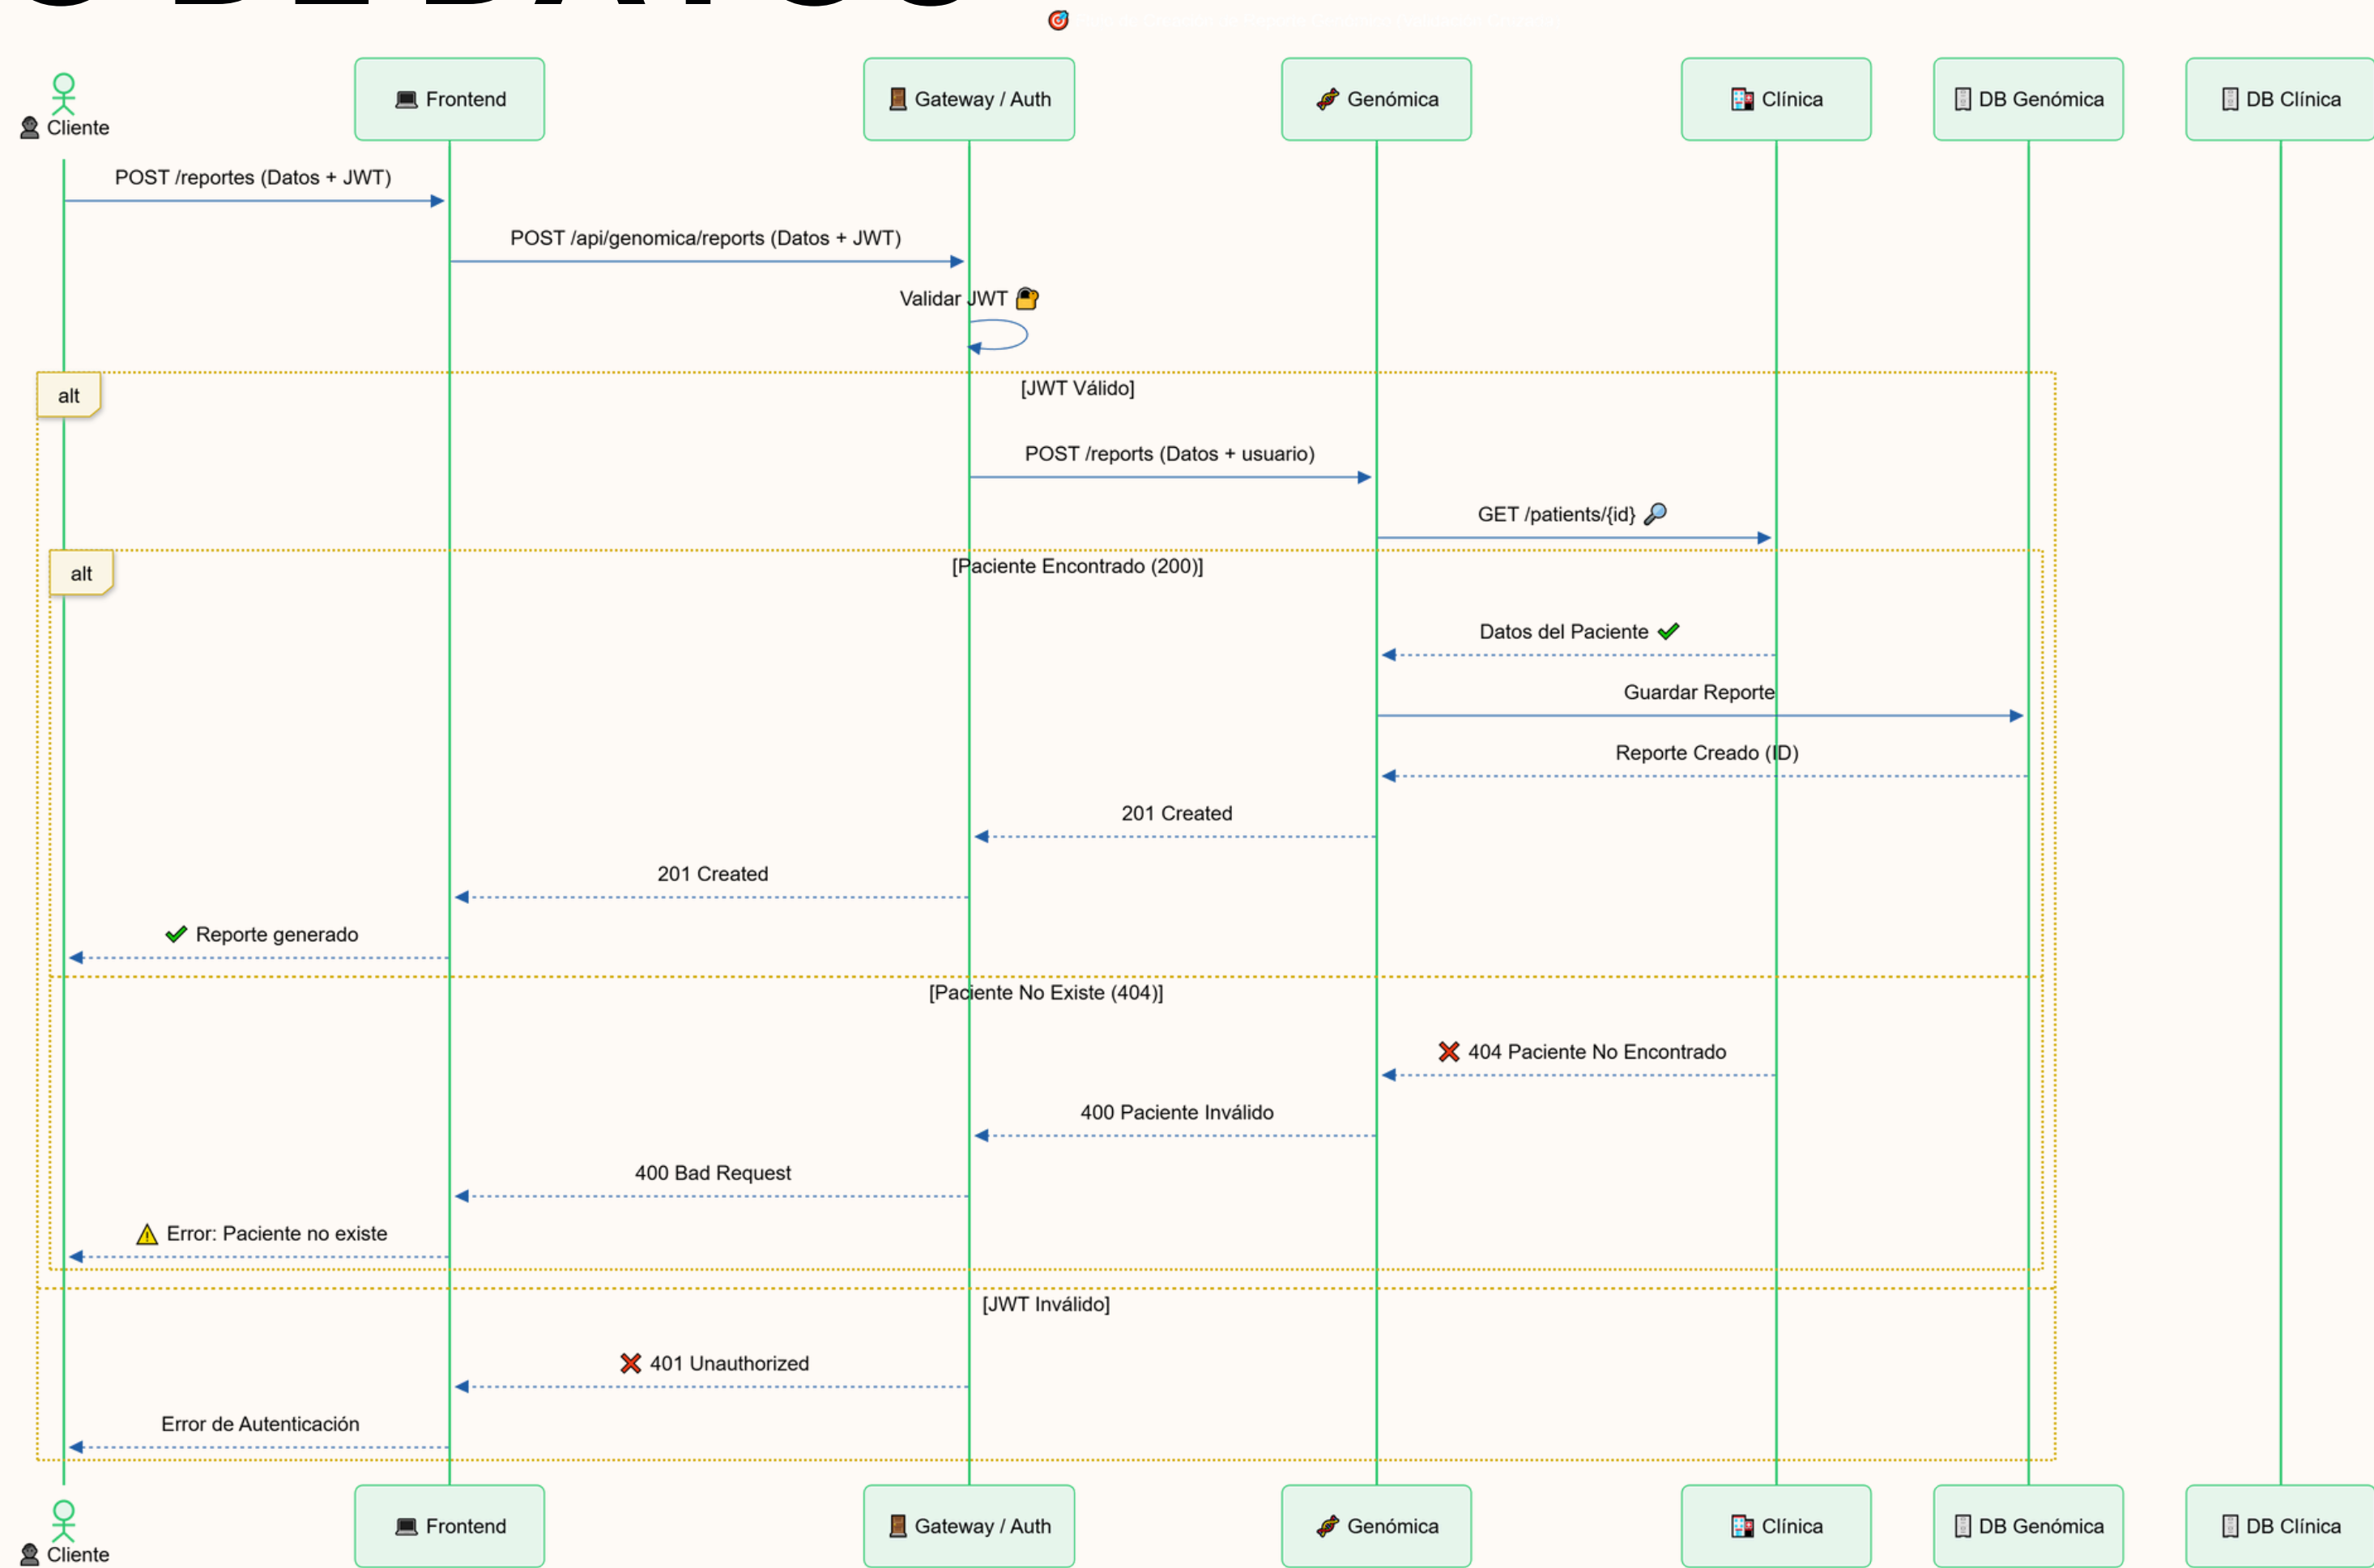 Cliente
Frontend
Gateway / Auth
Genómica
Clínica
DB Genómica
DB Clínica
POST /reportes (Datos + JWT)
POST /api/genomica/reports (Datos + JWT)
Validar JWT
alt
[JWT Válido]
POST /reports (Datos + usuario)
GET /patients/{id}
alt
[Paciente Encontrado (200)]
Datos del Paciente
Guardar Reporte
Reporte Creado (ID)
201 Created
201 Created
Reporte generado
[Paciente No Existe (404)]
404 Paciente No Encontrado
400 Paciente Inválido
400 Bad Request
Error: Paciente no existe
[JWT Inválido]
401 Unauthorized
Error de Autenticación
Cliente
Frontend
Gateway / Auth
Genómica
Clínica
DB Genómica
DB Clínica